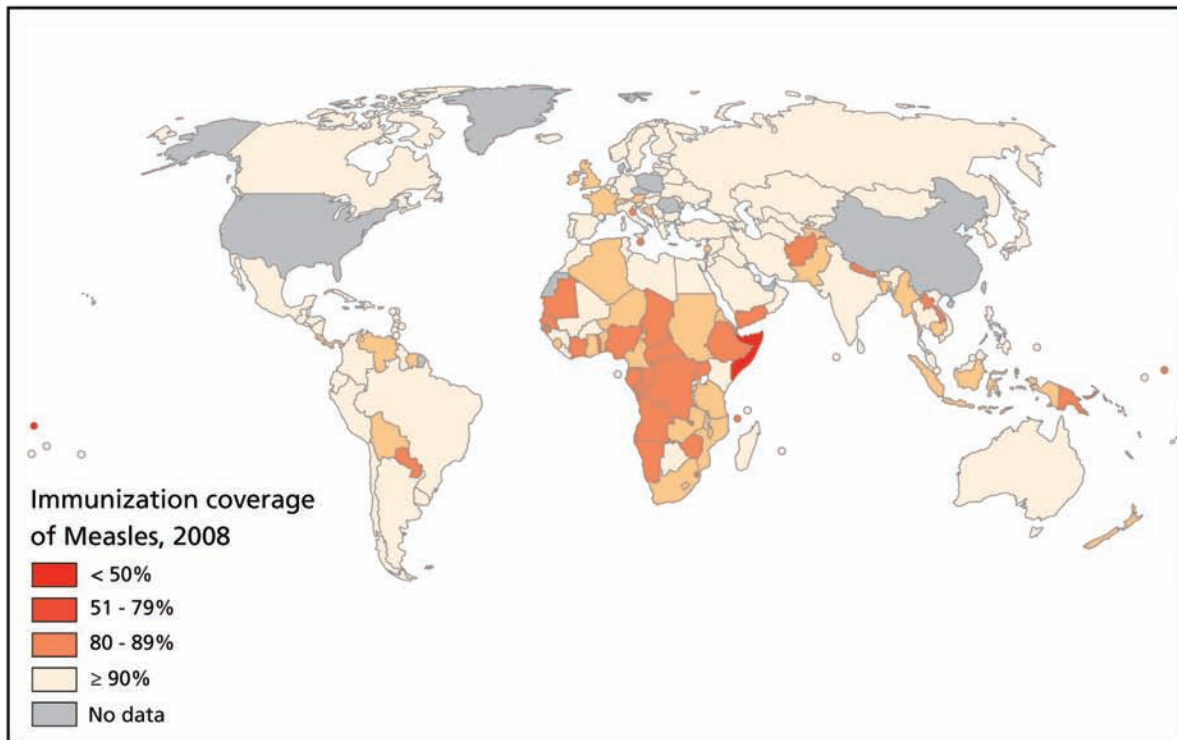 Immunization coverage
of Measles, 2008
< 50%
51 - 79%
80 - 89%
≥ 90%
No data